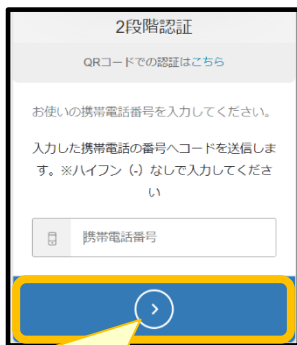 2段階認証
QRコードでの認証はこちら
お使いの携帯電話番号を入力してください。
入力した携帯電話の番号へコードを送信しま
す。※ハイフン（-）なしで入力してくださ
い
携帯電話番号